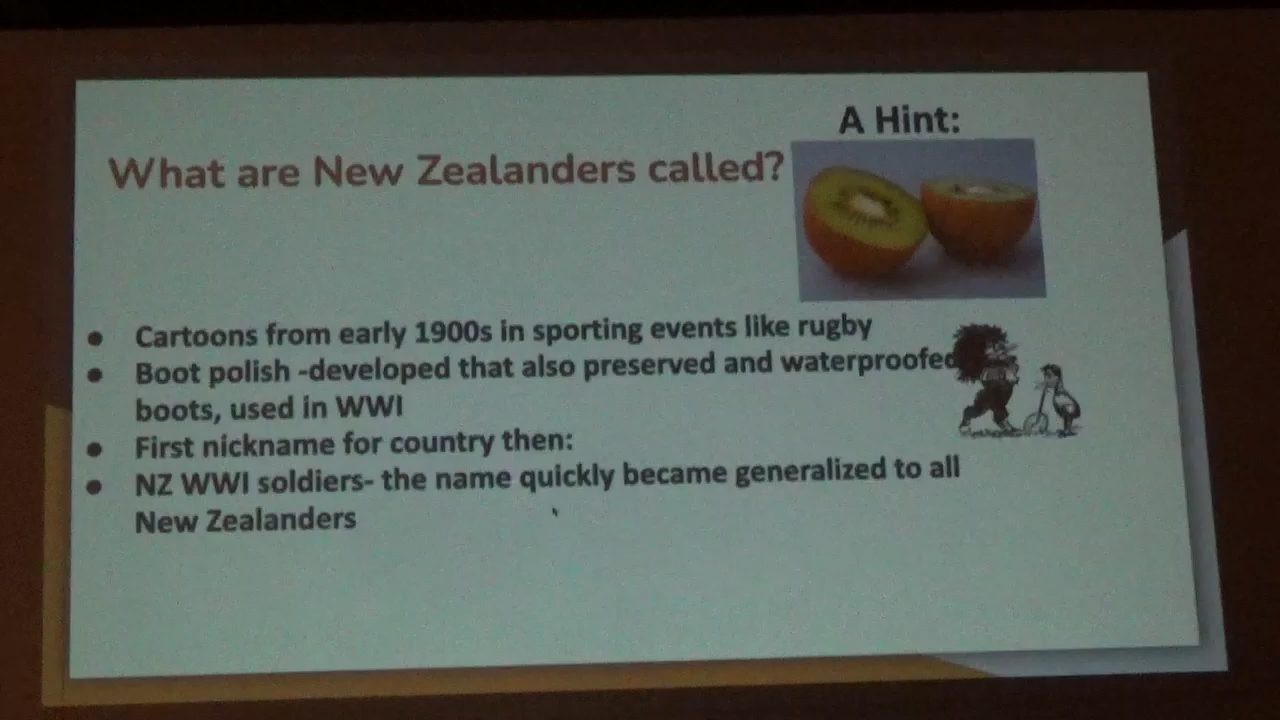 A Hint:
What are New Zealanders called?
● Cartoons from early 1900s in sporting events like rugby
● Boot polish -developed that also preserved and waterproofed
boots, used in WWI
● First nickname for country then:
● NZ WWI soldiers- the name quickly became generalized to all
New Zealanders